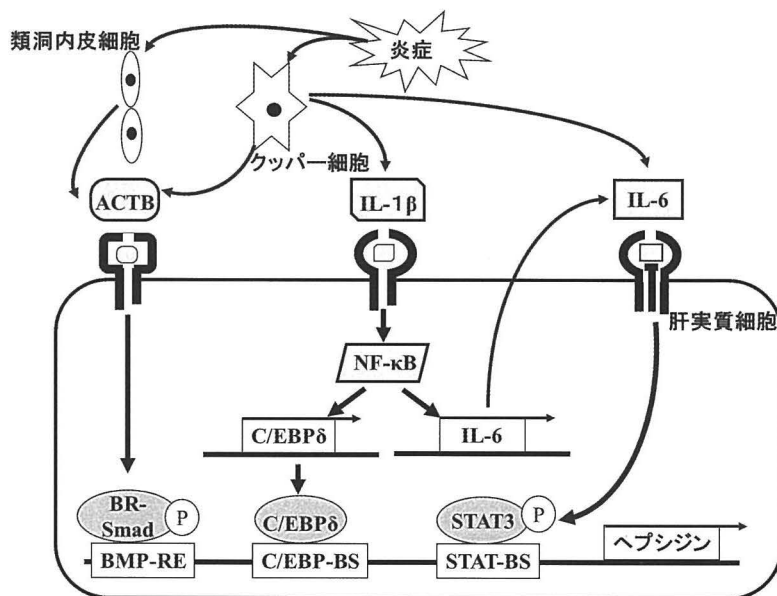 類洞内皮細胞
炎症
クッパー細胞
ACTB
IL-1β
IL-6
肝実質細胞
NF-κB
C/EBPδ
IL-6
BR-
Smad
P
C/EBPδ
STAT3
P
ヘプシジン
BMP-RE
C/EBP-BS
STAT-BS